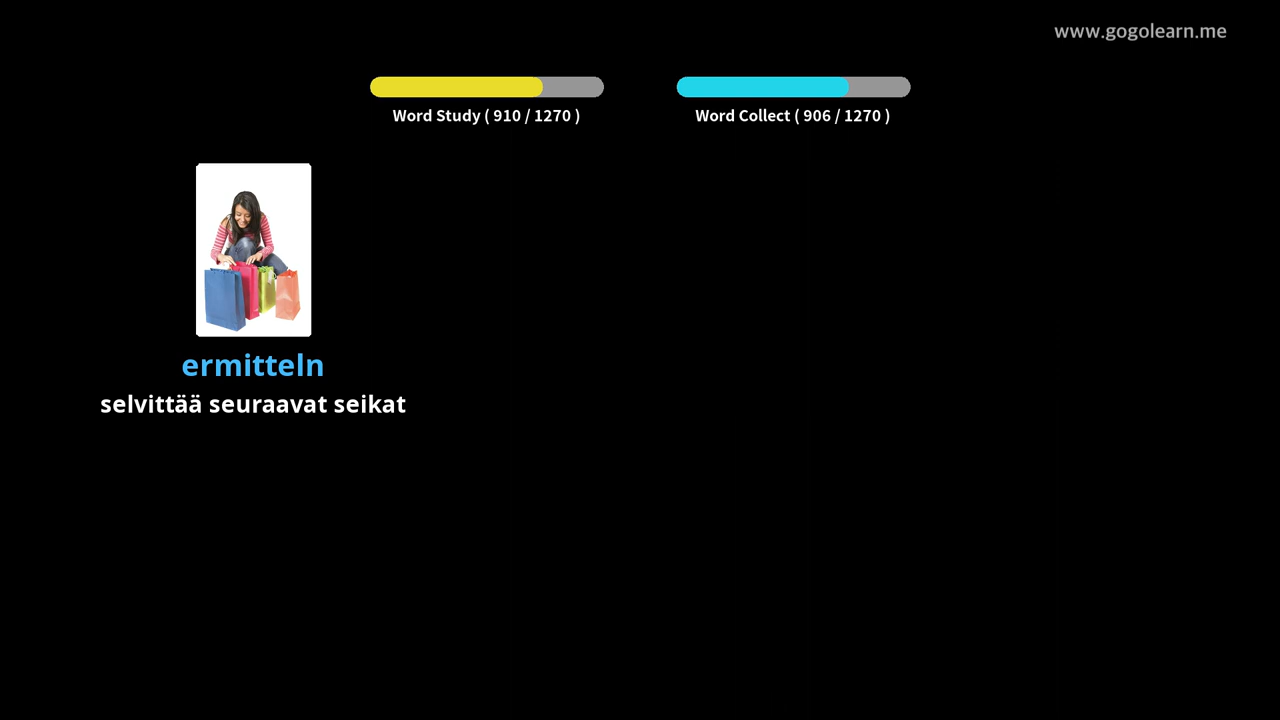 www.gogolearn.me
Word Study ( 910 / 1270 )
Word Collect ( 906 / 1270 )
ermitteln
selvittää seuraavat seikat